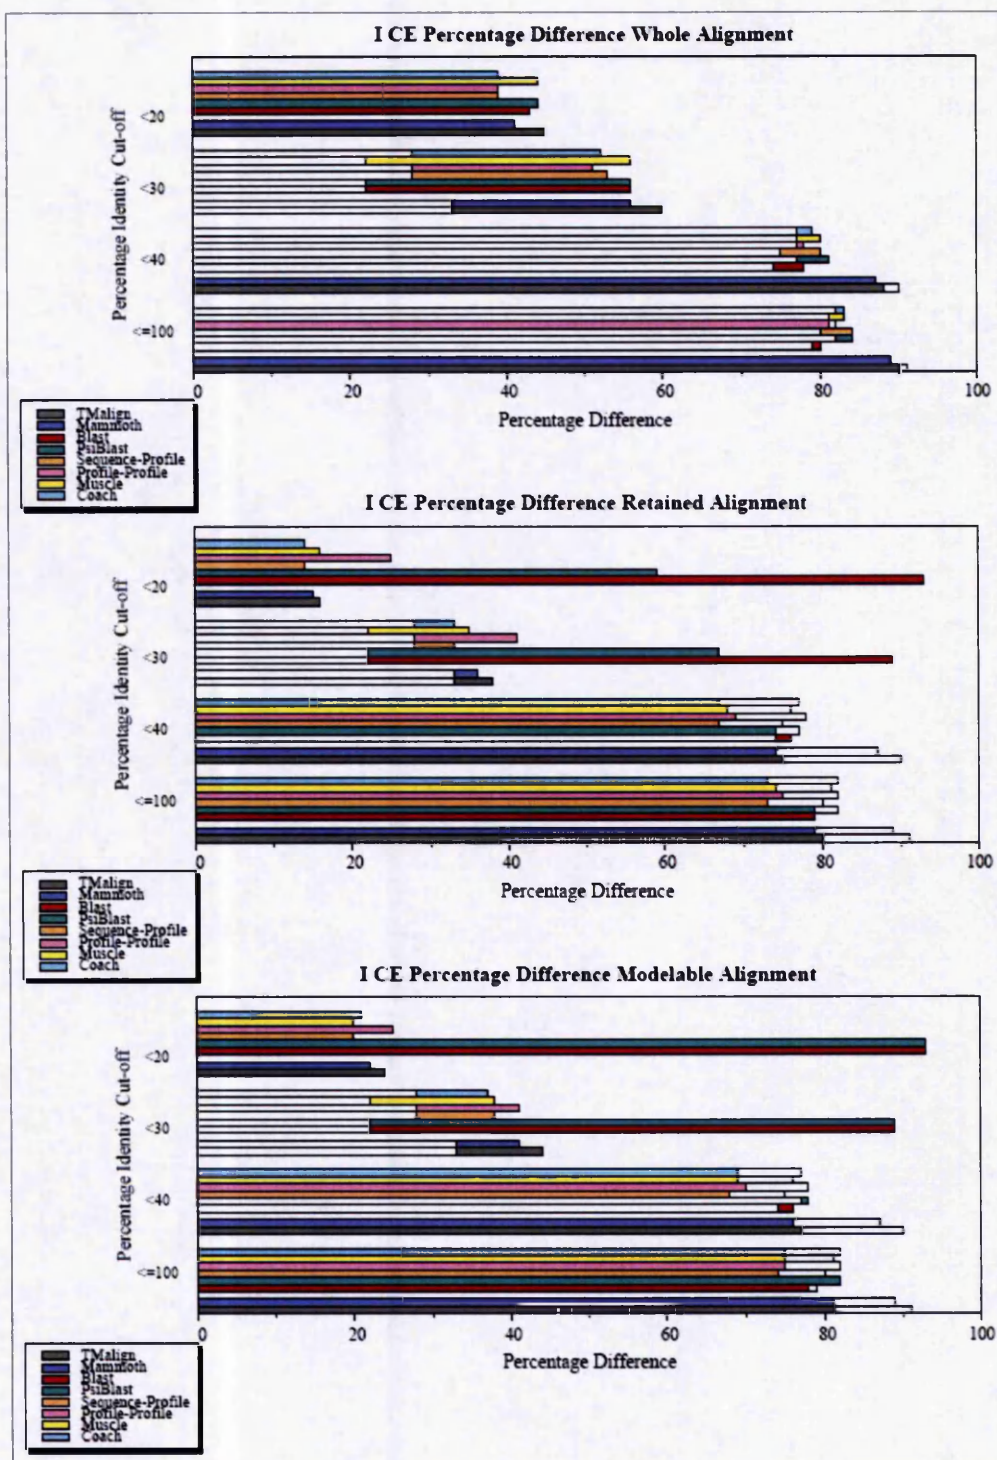 I CE Percentage Difference Whole Alignment
Percentage Identity Cut-off
<20
<30
<40
<=100
0 20 40 60 80 100
Percentage Difference
TMalign
Mammoth
Blast
PsiBlast
Sequence-Profile
Profile-Profile
Muscle
Coach
I CE Percentage Difference Retained Alignment
Percentage Identity Cut-off
<20
<30
<40
<=100
0 20 40 60 80 100
Percentage Difference
TMalign
Mammoth
Blast
PsiBlast
Sequence-Profile
Profile-Profile
Muscle
Coach
I CE Percentage Difference Modelable Alignment
Percentage Identity Cut-off
<20
<30
<40
<=100
0 20 40 60 80 100
Percentage Difference
TMalign
Mammoth
Blast
PsiBlast
Sequence-Profile
Profile-Profile
Muscle
Coach